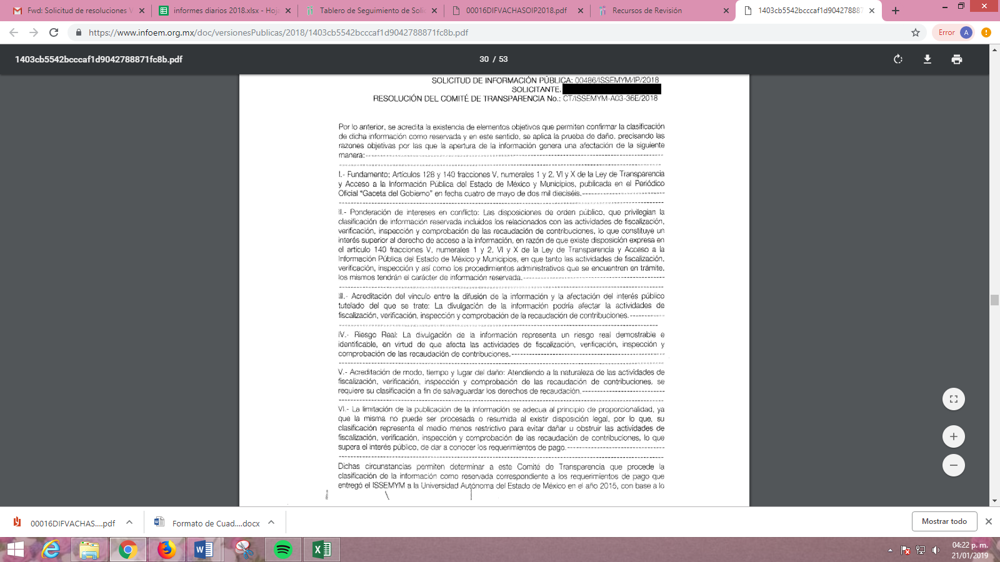 Fwd: Solicitud de resoluciones V
informes diarios 2018.xlsx - Hoja
Tablero de Seguimiento de Solic
00016DIFVACHASOIP2018.pdf
Recursos de Revisión
1403cb5542bcccaf1d9042788871
https://www.infoem.org.mx/doc/versionesPublicas/2018/1403cb5542bcccaf1d9042788871fc8b.pdf
Error A
1403cb5542bcccaf1d9042788871fc8b.pdf
30 / 53
SOLICITUD DE INFORMACIÓN PÚBLICA: 00486/ISSEMYM/IP/2018
SOLICITANTE.
RESOLUCIÓN DEL COMITÉ DE TRANSPARENCIA No.: CT/ISSEMYM-A03-36E/2018
Por lo anterior, se acredita la existencia de elementos objetivos que permiten confirmar la clasificación
de dicha información como reservada y en este sentido, se aplica la prueba de daño, precisando las
razones objetivas por las que la apertura de la información genera una afectación de la siguiente
manera:
I.- Fundamento; Artículos 128 y 140 fracciones V, numerales 1 y 2, VI y X de la Ley de Transparencia
y Acceso a la Información Pública del Estado de México y Municipios, publicada en el Periódico
Oficial "Gaceta del Gobierno" en fecha cuatro de mayo de dos mil dieciséis.
II.- Ponderación de intereses en conflicto: Las disposiciones de orden público, que privilegian la
clasificación de información reservada incluidos los relacionados con las actividades de fiscalización,
verificación, inspección y comprobación de las recaudación de contribuciones, lo que constituye un
interés superior al derecho de acceso a la información, en razón de que existe disposición expresa en
el artículo 140 fracciones V, numerales 1 y 2, VI y X de la Ley de Transparencia y Acceso a la
Información Pública del Estado de México y Municipios, en que tanto las actividades de fiscalización,
verificación, inspección y así como los procedimientos administrativos que se encuentren en trámite,
los mismos tendrán el carácter de información reservada.
III.- Acreditación del vínculo entre la difusión de la información y la afectación del interés público
tutelado del que se trate: La divulgación de la información podría afectar la actividades de
fiscalización, verificación, inspección y comprobación de la recaudación de contribuciones.
IV.- Riesgo Real: La divulgación de la información representa un riesgo real demostrable e
identificable, en virtud de que afecta las actividades de fiscalización, verificación, inspección y
comprobación de las recaudación de contribuciones.
V.- Acreditación de modo, tiempo y lugar del daño: Atendiendo a la naturaleza de las actividades de
fiscalización, verificación, inspección y comprobación de las recaudación de contribuciones, se
requiere su clasificación a fin de salvaguardar los derechos de recaudación.
VI.- La limitación de la publicación de la información se adecua al principio de proporcionalidad, ya
que la misma no puede ser procesada o resumida al existir disposición legal, por lo que, su
clasificación representa el medio menos restrictivo para evitar dañar u obstruir las actividades de
fiscalización, verificación, inspección y comprobación de las recaudación de contribuciones, lo que
supera el interés público, de dar a conocer los requerimientos de pago.
Dichas circunstancias permiten determinar a este Comité de Transparencia que procede la
clasificación de la información como reservada correspondiente a los requerimientos de pago que
entregó el ISSEMYM a la Universidad Autónoma del Estado de México en el año 2015, con base a lo
00016DIFVACHAS....pdf
Formato de Cuad....docx
Mostrar todo
04:22 p. m.
21/01/2019